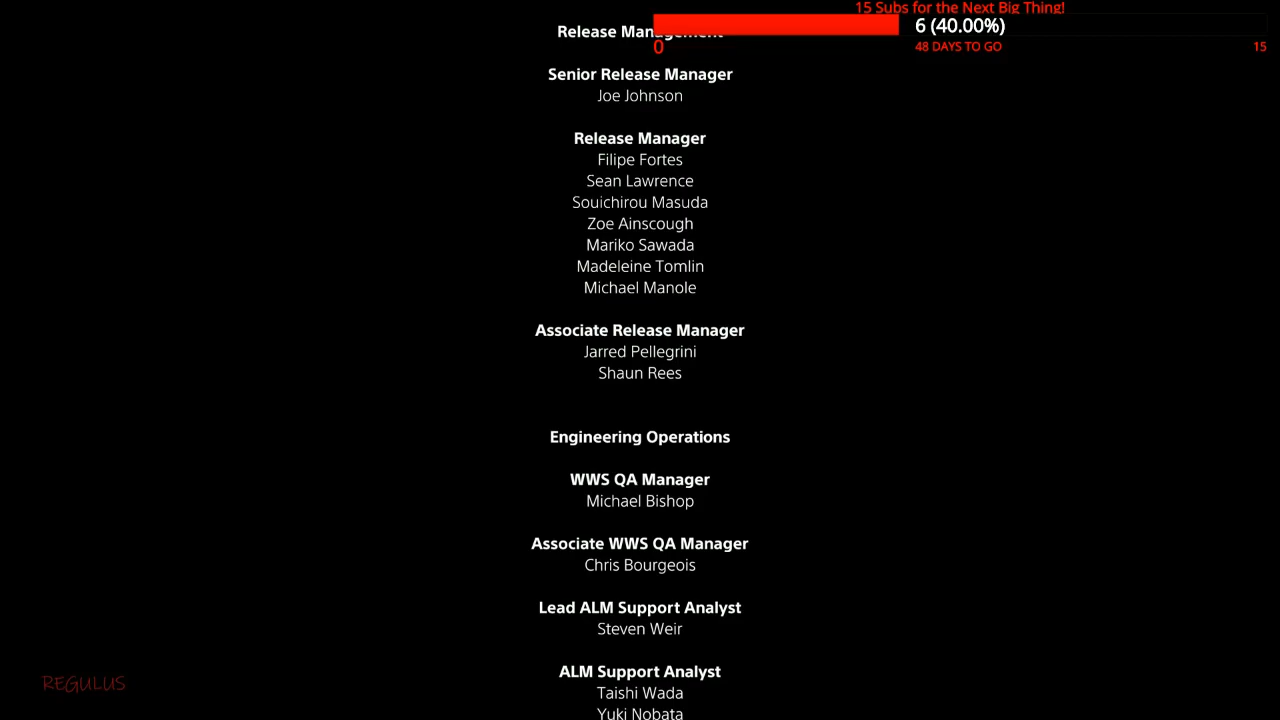 15 Subs for the Next Big Thing!
6 (40.00%)
0
48 DAYS TO GO
15
Release Management
Senior Release Manager
Joe Johnson
Release Manager
Filipe Fortes
Sean Lawrence
Souichirou Masuda
Zoe Ainscough
Mariko Sawada
Madeleine Tomlin
Michael Manole
Associate Release Manager
Jarred Pellegrini
Shaun Rees
Engineering Operations
WWS QA Manager
Michael Bishop
Associate WWS QA Manager
Chris Bourgeois
Lead ALM Support Analyst
Steven Weir
ALM Support Analyst
Taishi Wada
Yuki Nobata
REGULUS